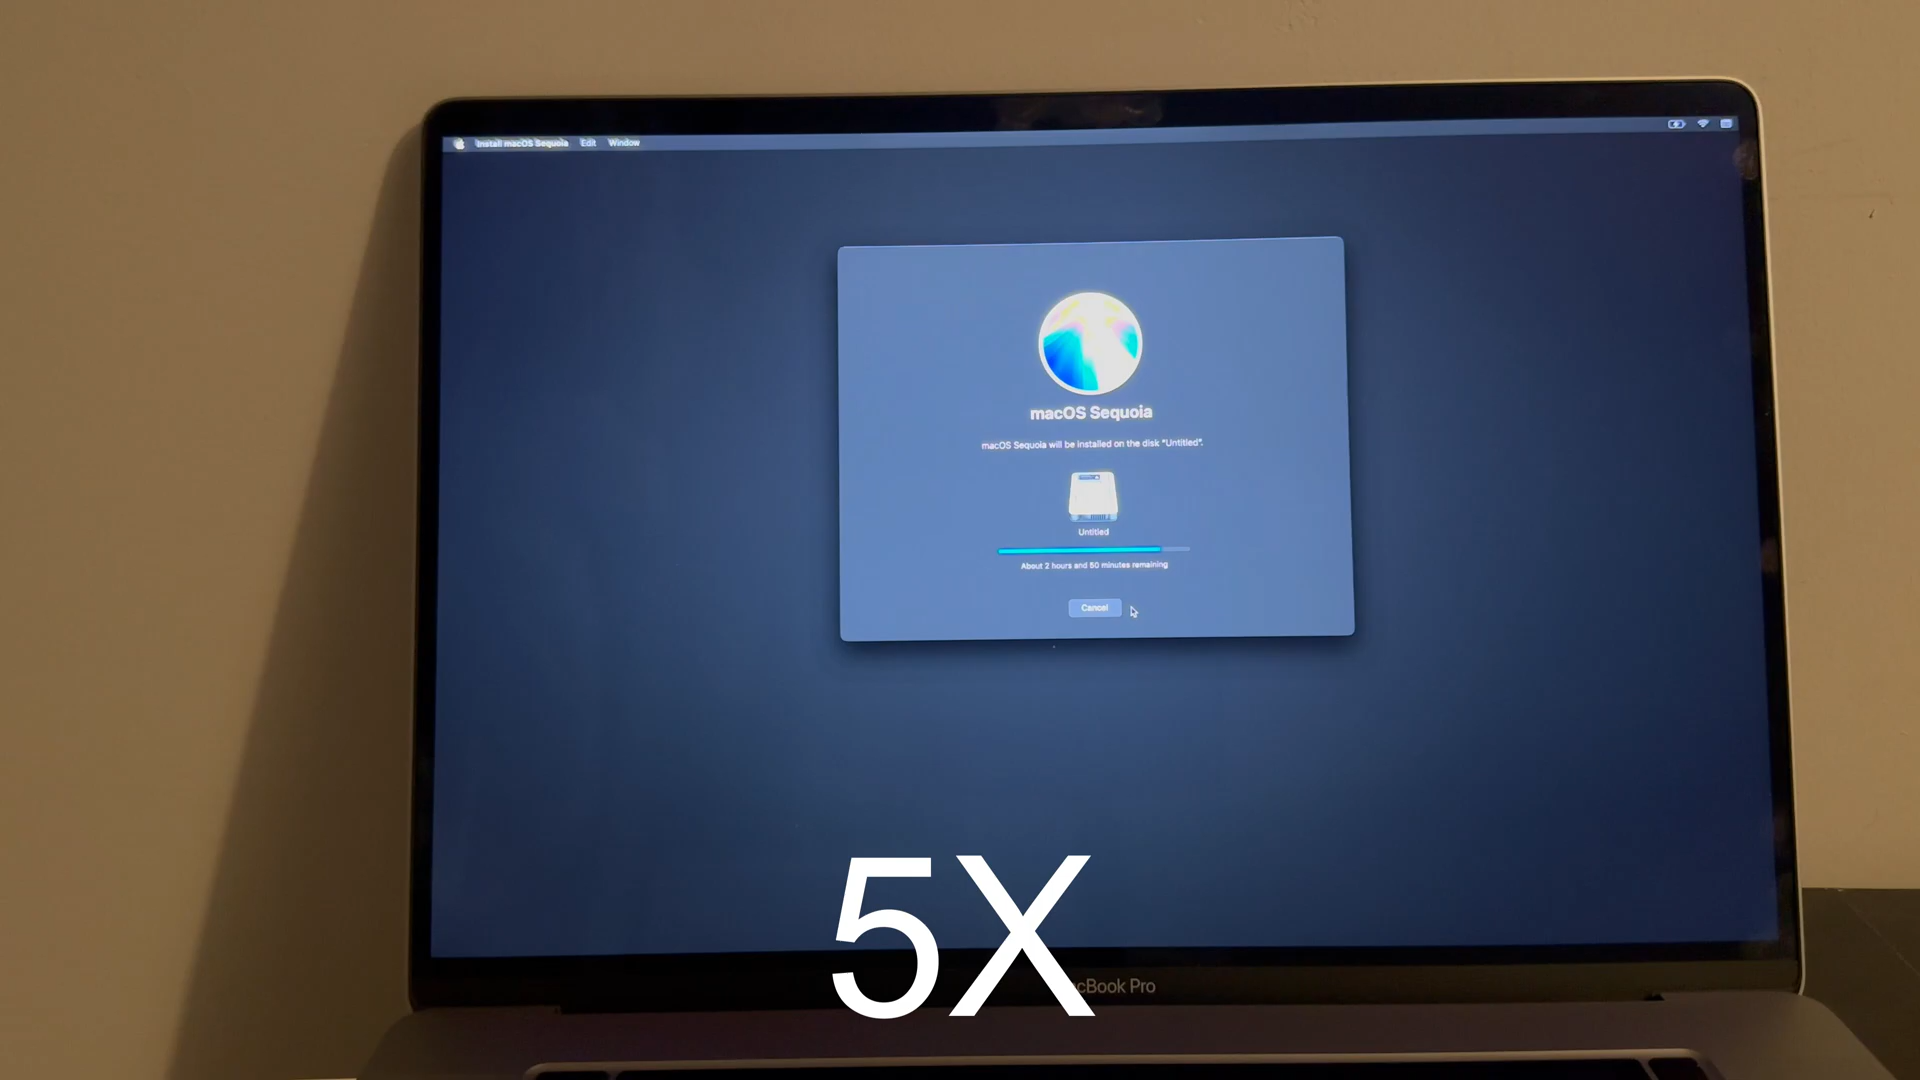 Install macOS Sequoia Edit Window
macOS Sequoia
macOS Sequoia will be installed on the disk "Untitled".
Untitled
About 2 hours and 50 minutes remaining
Cancel
5X
cBook Pro